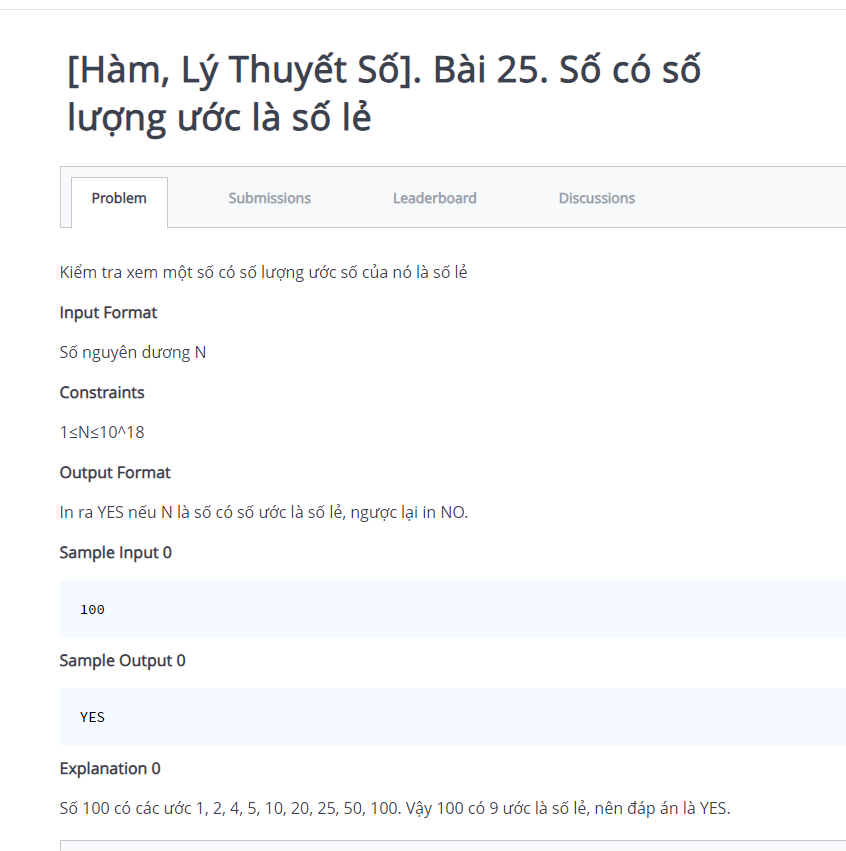 [Hàm, Lý Thuyết Số]. Bài 25. Số có số
lượng ước là số lẻ
Problem
Submissions
Leaderboard
Discussions
Kiểm tra xem một số có số lượng ước số của nó là số lẻ
Input Format
Số nguyên dương N
Constraints
1≤N≤10^18
Output Format
In ra YES nếu N là số có số ước là số lẻ, ngược lại in NO.
Sample Input 0
100
Sample Output 0
YES
Explanation 0
Số 100 có các ước 1, 2, 4, 5, 10, 20, 25, 50, 100. Vậy 100 có 9 ước là số lẻ, nên đáp án là YES.